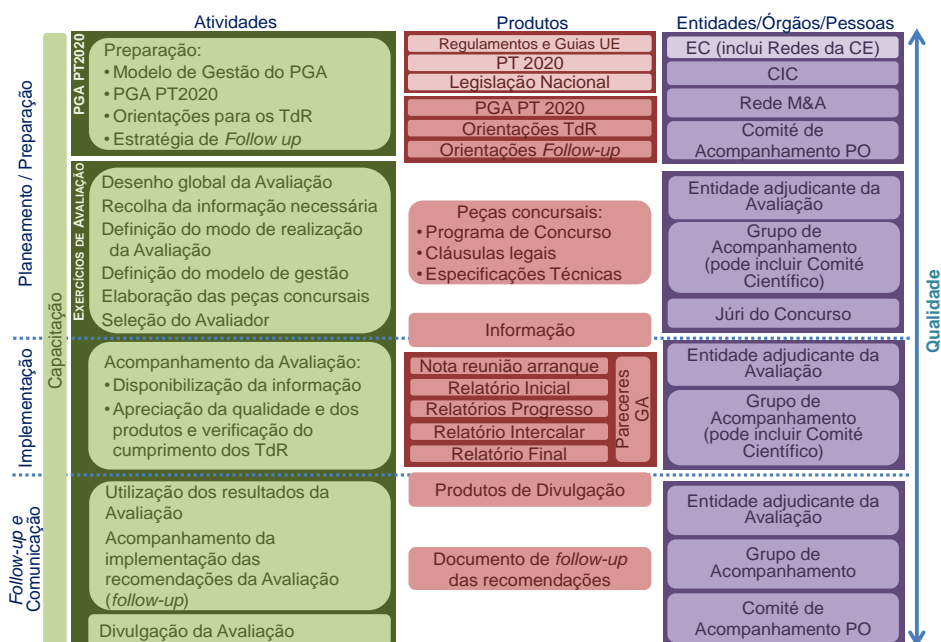 Atividades
Produtos
Entidades/Órgãos/Pessoas
Planeamento / Preparação
Capacitação
PGA PT2020
Preparação:
• Modelo de Gestão do PGA
• PGA PT2020
• Orientações para os TdR
• Estratégia de Follow up
Regulamentos e Guias UE
PT 2020
Legislação Nacional
PGA PT 2020
Orientações TdR
Orientações Follow-up
EC (inclui Redes da CE)
CIC
Rede M&A
Comité de
Acompanhamento PO
EXERCÍCIOS DE AVALIAÇÃO
Desenho global da Avaliação
Recolha da informação necessária
Definição do modo de realização
da Avaliação
Definição do modelo de gestão
Elaboração das peças concursais
Seleção do Avaliador
Peças concursais:
• Programa de Concurso
• Cláusulas legais
• Especificações Técnicas
Informação
Entidade adjudicante da
Avaliação
Grupo de
Acompanhamento
(pode incluir Comité
Científico)
Júri do Concurso
Qualidade
Implementação
Acompanhamento da Avaliação:
• Disponibilização da informação
• Apreciação da qualidade e dos
produtos e verificação do
cumprimento dos TdR
Nota reunião arranque
Relatório Inicial
Relatórios Progresso
Relatório Intercalar
Relatório Final
Pareceres
GA
Entidade adjudicante da
Avaliação
Grupo de
Acompanhamento
(pode incluir Comité
Científico)
Follow-up e
Comunicação
Utilização dos resultados da
Avaliação
Acompanhamento da
implementação das
recomendações da Avaliação
(follow-up)
Divulgação da Avaliação
Produtos de Divulgação
Documento de follow-up
das recomendações
Entidade adjudicante da
Avaliação
Grupo de
Acompanhamento
Comité de
Acompanhamento PO